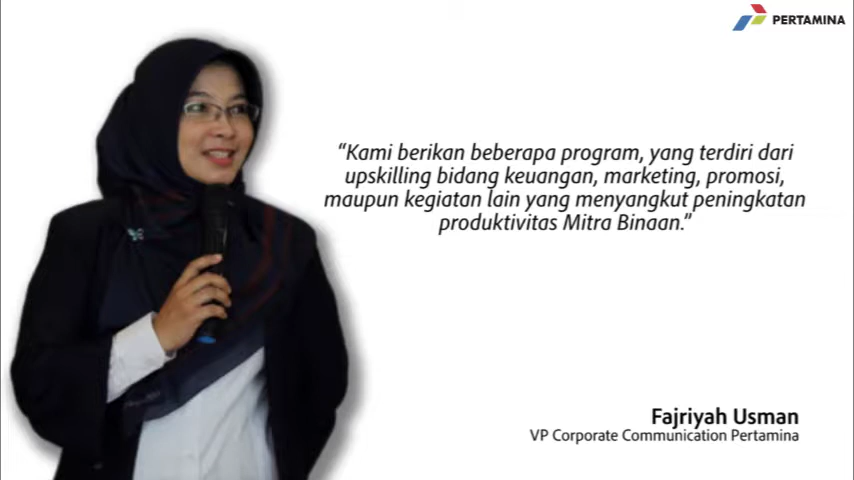 PERTAMINA
“Kami berikan beberapa program, yang terdiri dari
upskilling bidang keuangan, marketing, promosi,
maupun kegiatan lain yang menyangkut peningkatan
produktivitas Mitra Binaan.”
Fajriyah Usman
VP Corporate Communication Pertamina